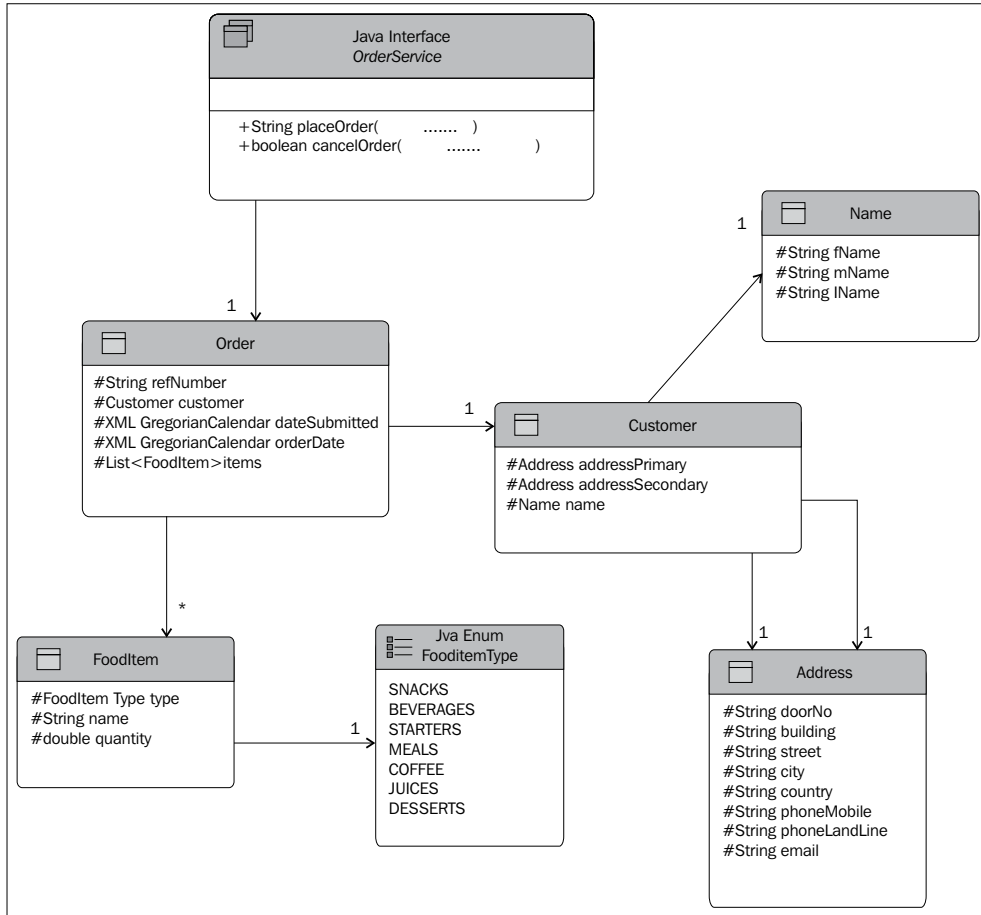 Java Interface
OrderService
+String placeOrder( ....... )
+boolean cancelOrder( ....... )
1
Name
#String fName
#String mName
#String lName
1
Order
#String refNumber
#Customer customer
#XML GregorianCalendar dateSubmitted
#XML GregorianCalendar orderDate
#List<FoodItem>items
1
Customer
#Address addressPrimary
#Address addressSecondary
#Name name
*
FoodItem
#FoodItem Type type
#String name
#double quantity
1
Jva Enum
FooditemType
SNACKS
BEVERAGES
STARTERS
MEALS
COFFEE
JUICES
DESSERTS
1
1
Address
#String doorNo
#String building
#String street
#String city
#String country
#String phoneMobile
#String phoneLandLine
#String email